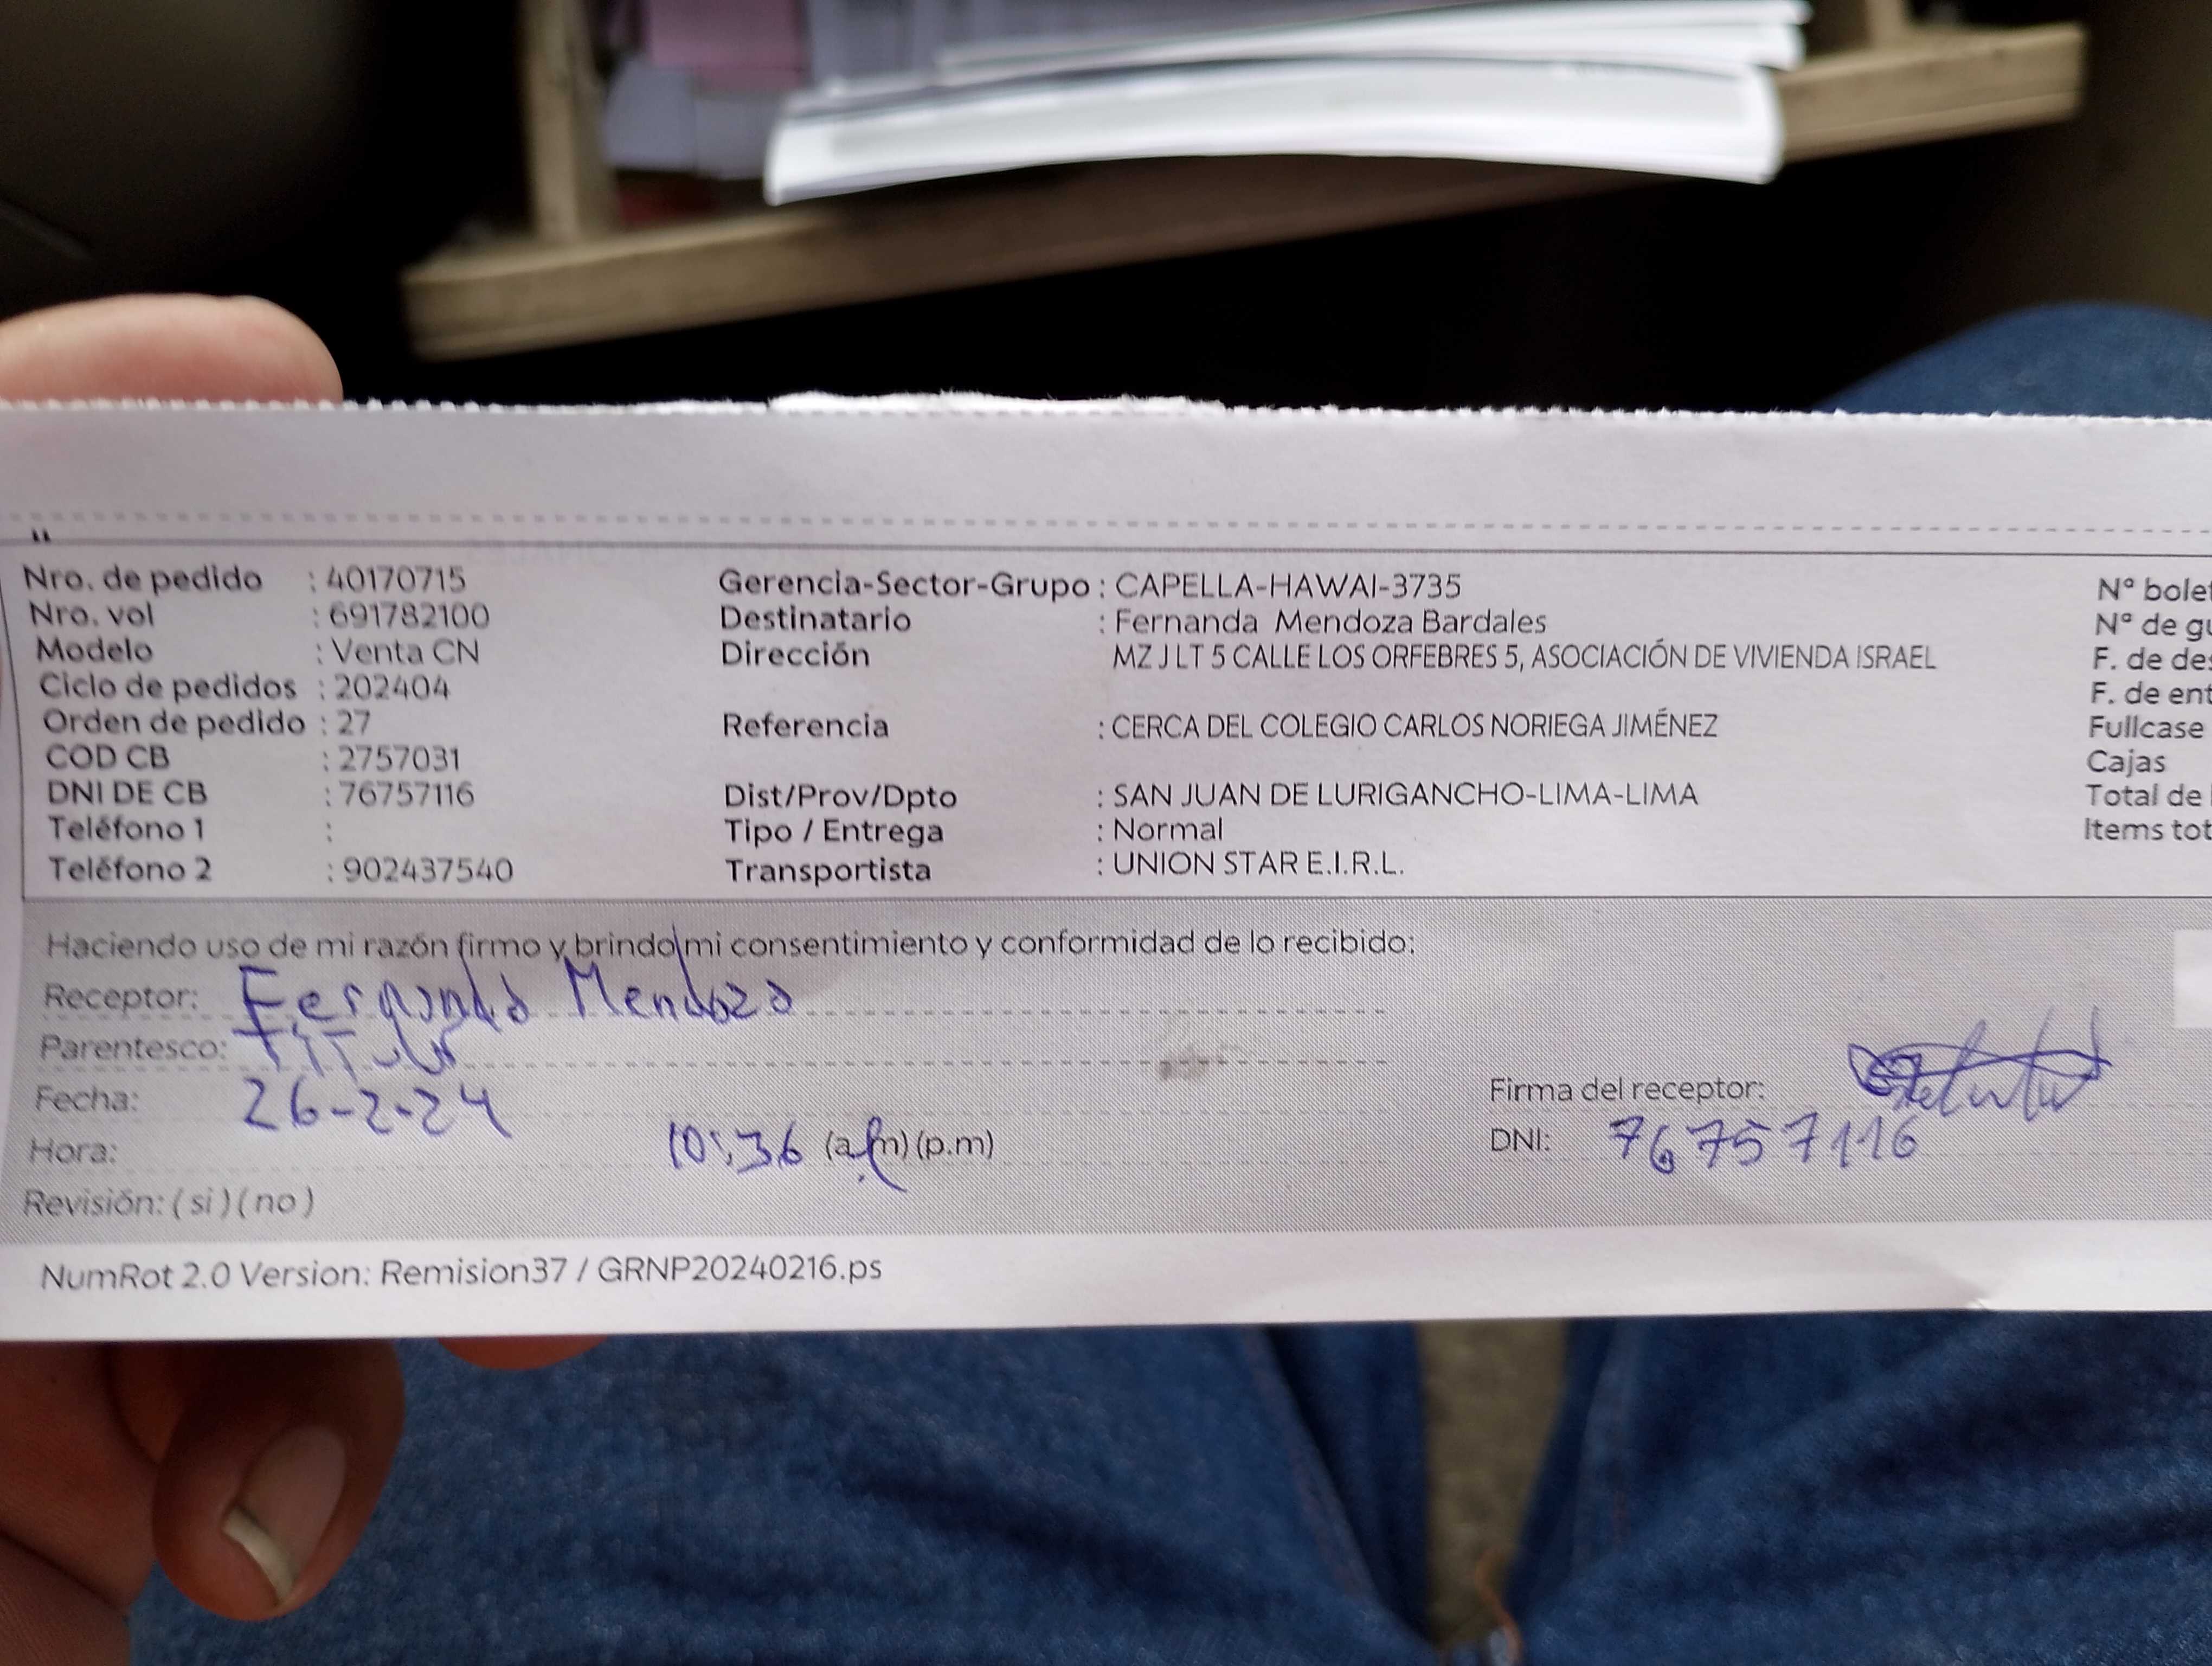 Nro. de pedido : 40170715
Nro. vol : 691782100
Modelo : Venta CN
Ciclo de pedidos : 202404
Orden de pedido : 27
COD CB : 2757031
DNI DE CB : 76757116
Teléfono 1 :
Teléfono 2 : 902437540
Gerencia-Sector-Grupo : CAPELLA-HAWAI-3735
Destinatario : Fernanda Mendoza Bardales
Dirección MZ J LT 5 CALLE LOS ORFEBRES 5, ASOCIACIÓN DE VIVIENDA ISRAEL
Referencia : CERCA DEL COLEGIO CARLOS NORIEGA JIMÉNEZ
Dist/Prov/Dpto : SAN JUAN DE LURIGANCHO-LIMA-LIMA
Tipo / Entrega : Normal
Transportista : UNION STAR E.I.R.L.
N° bole
N° de gu
F. de des
F. de ent
Fullcase
Cajas
Total de
Items tot
Haciendo uso de mi razón firmo y brindo mi consentimiento y conformidad de lo recibido:
Receptor: Fernanda Mendoza
Parentesco: Titular
Fecha: 26-2-24
Hora: 10:36 (a.m) (p.m)
Revisión: ( si ) ( no )
Firma del receptor:
DNI: 76757116
NumRot 2.0 Version: Remision37 / GRNP20240216.ps